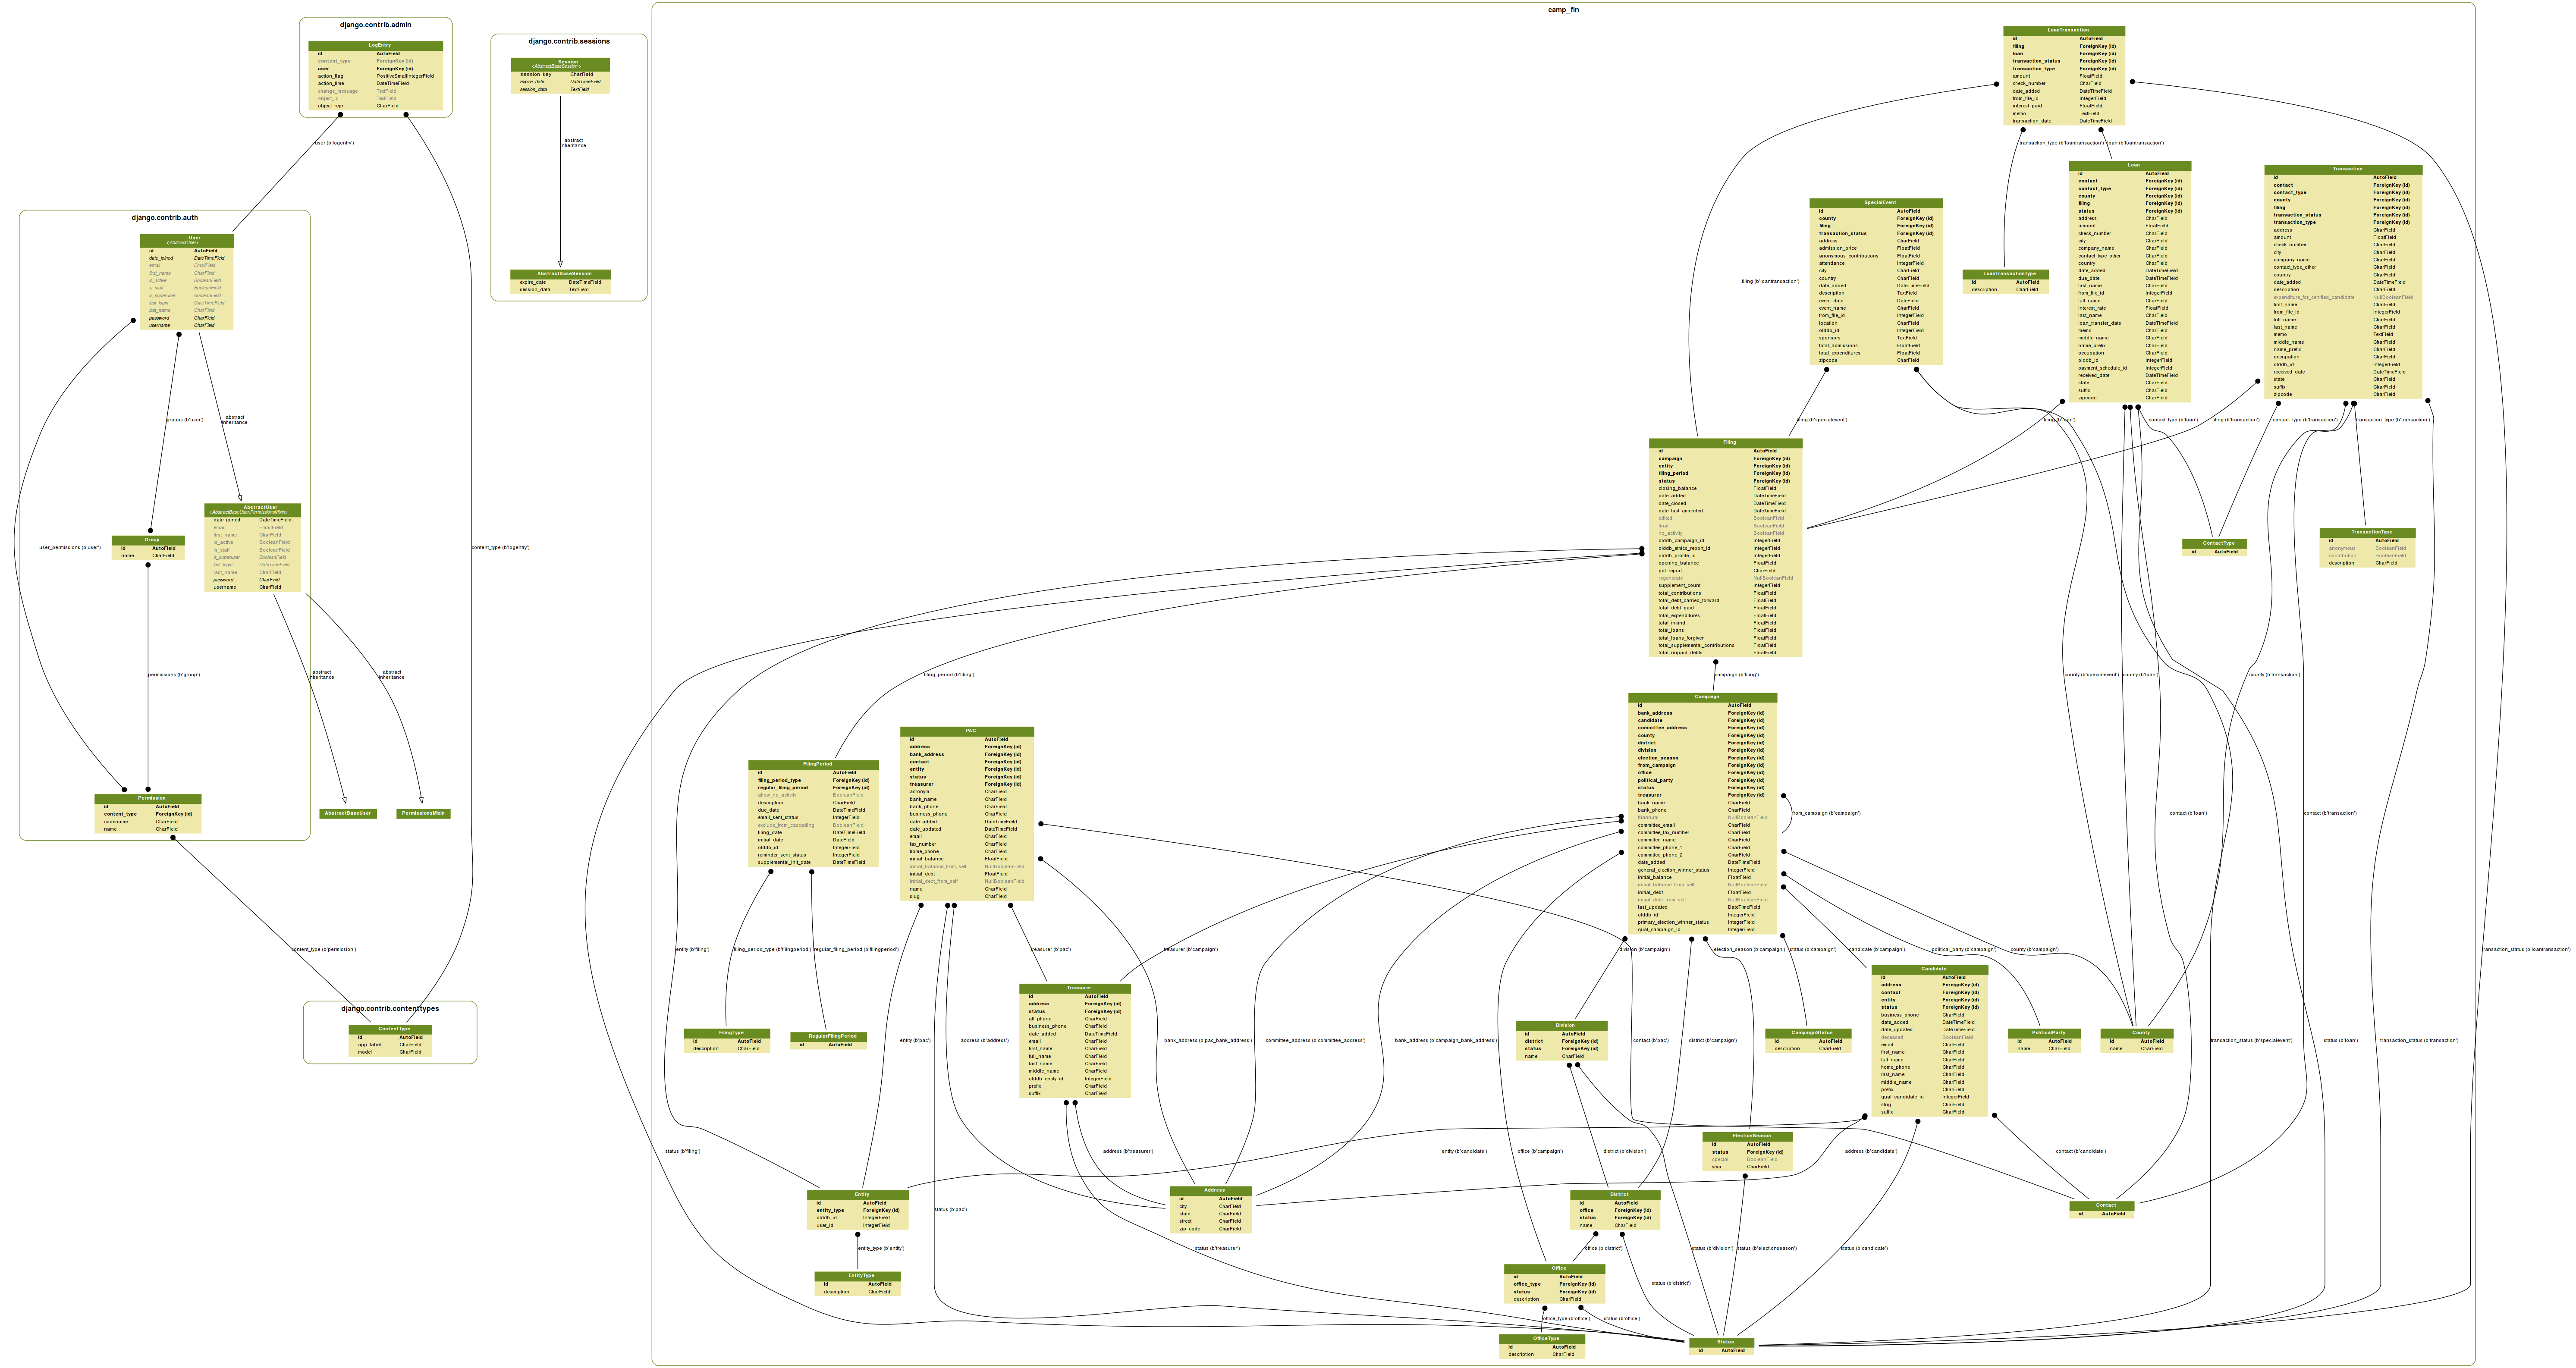 django.contrib.admin
LogEntry
id AutoField
content_type ForeignKey (id)
user ForeignKey (id)
action_flag PositiveSmallIntegerField
action_time DateTimeField
change_message TextField
object_id TextField
object_repr CharField
user (b'logentry')
content_type (b'logentry')
django.contrib.sessions
Session
<AbstractBaseSession>
session_key CharField
expire_date DateTimeField
session_data TextField
abstract
inheritance
AbstractBaseSession
expire_date DateTimeField
session_data TextField
django.contrib.auth
User
<AbstractUser>
id AutoField
date_joined DateTimeField
email EmailField
first_name CharField
is_active BooleanField
is_staff BooleanField
is_superuser BooleanField
last_login DateTimeField
last_name CharField
password CharField
username CharField
groups (b'user')
abstract
inheritance
user_permissions (b'user')
Group
id AutoField
name CharField
AbstractUser
<AbstractBaseUser,PermissionsMixin>
date_joined DateTimeField
email EmailField
first_name CharField
is_active BooleanField
is_staff BooleanField
is_superuser BooleanField
last_login DateTimeField
last_name CharField
password CharField
username CharField
permissions (b'group')
abstract
inheritance
abstract
inheritance
Permission
id AutoField
content_type ForeignKey (id)
codename CharField
name CharField
AbstractBaseUser
PermissionsMixin
content_type (b'permission')
django.contrib.contenttypes
ContentType
id AutoField
app_label CharField
model CharField
camp_fin
LoanTransaction
id AutoField
filing ForeignKey (id)
loan ForeignKey (id)
transaction_status ForeignKey (id)
transaction_type ForeignKey (id)
amount FloatField
check_number CharField
date_added DateTimeField
from_file_id IntegerField
interest_paid FloatField
memo TextField
transaction_date DateTimeField
transaction_type (b'loantransaction')
loan (b'loantransaction')
filing (b'loantransaction')
transaction_status (b'loantransaction')
SpecialEvent
id AutoField
county ForeignKey (id)
filing ForeignKey (id)
transaction_status ForeignKey (id)
address CharField
admission_price FloatField
anonymous_contributions FloatField
attendance IntegerField
city CharField
country CharField
date_added DateTimeField
description TextField
event_date DateField
event_name CharField
from_file_id IntegerField
location CharField
olddb_id IntegerField
sponsors TextField
total_admissions FloatField
total_expenditures FloatField
zipcode CharField
LoanTransactionType
id AutoField
description CharField
Loan
id AutoField
contact ForeignKey (id)
contact_type ForeignKey (id)
county ForeignKey (id)
filing ForeignKey (id)
status ForeignKey (id)
address CharField
amount FloatField
check_number CharField
city CharField
company_name CharField
contact_type_other CharField
country CharField
date_added DateTimeField
due_date DateTimeField
first_name CharField
from_file_id IntegerField
full_name CharField
interest_rate FloatField
last_name CharField
loan_transfer_date DateTimeField
memo CharField
middle_name CharField
name_prefix CharField
occupation CharField
olddb_id IntegerField
payment_schedule_id IntegerField
received_date DateTimeField
state CharField
suffix CharField
zipcode CharField
Transaction
id AutoField
contact ForeignKey (id)
contact_type ForeignKey (id)
county ForeignKey (id)
filing ForeignKey (id)
transaction_status ForeignKey (id)
transaction_type ForeignKey (id)
address CharField
amount FloatField
check_number CharField
city CharField
company_name CharField
contact_type_other CharField
country CharField
date_added DateTimeField
description CharField
expenditure_for_certified_candidate NullBooleanField
first_name CharField
from_file_id IntegerField
full_name CharField
last_name CharField
memo TextField
middle_name CharField
name_prefix CharField
occupation CharField
olddb_id IntegerField
received_date DateTimeField
state CharField
suffix CharField
zipcode CharField
filing (b'specialevent')
filing (b'loan')
contact_type (b'loan')
filing (b'transaction')
contact_type (b'transaction')
transaction_type (b'transaction')
Filing
id AutoField
campaign ForeignKey (id)
entity ForeignKey (id)
filing_period ForeignKey (id)
status ForeignKey (id)
closing_balance FloatField
date_added DateTimeField
date_closed DateTimeField
date_last_amended DateTimeField
edited BooleanField
final BooleanField
no_activity BooleanField
olddb_campaign_id IntegerField
olddb_ethics_report_id IntegerField
olddb_profile_id IntegerField
opening_balance FloatField
pdf_report CharField
regenerate NullBooleanField
supplement_count IntegerField
total_contributions FloatField
total_debt_carried_forward FloatField
total_debt_paid FloatField
total_expenditures FloatField
total_inkind FloatField
total_loans FloatField
total_loans_forgiven FloatField
total_supplemental_contributions FloatField
total_unpaid_debts FloatField
ContactType
id AutoField
TransactionType
id AutoField
anonymous BooleanField
contribution BooleanField
description CharField
filing_period (b'filing')
campaign (b'filing')
county (b'specialevent')
county (b'loan')
county (b'transaction')
FilingPeriod
id AutoField
filing_period_type ForeignKey (id)
regular_filing_period ForeignKey (id)
allow_no_activity BooleanField
description CharField
due_date DateTimeField
email_sent_status IntegerField
exclude_from_cascading BooleanField
filing_date DateTimeField
initial_date DateField
olddb_id IntegerField
reminder_sent_status IntegerField
supplemental_init_date DateTimeField
PAC
id AutoField
address ForeignKey (id)
bank_address ForeignKey (id)
contact ForeignKey (id)
entity ForeignKey (id)
status ForeignKey (id)
treasurer ForeignKey (id)
acronym CharField
bank_name CharField
bank_phone CharField
business_phone CharField
date_added DateTimeField
date_updated DateTimeField
email CharField
fax_number CharField
home_phone CharField
initial_balance FloatField
initial_balance_from_self NullBooleanField
initial_debt FloatField
initial_debt_from_self NullBooleanField
name CharField
slug CharField
Campaign
id AutoField
bank_address ForeignKey (id)
candidate ForeignKey (id)
committee_address ForeignKey (id)
county ForeignKey (id)
district ForeignKey (id)
division ForeignKey (id)
election_season ForeignKey (id)
from_campaign ForeignKey (id)
office ForeignKey (id)
political_party ForeignKey (id)
status ForeignKey (id)
treasurer ForeignKey (id)
bank_name CharField
bank_phone CharField
biannual NullBooleanField
committee_email CharField
committee_fax_number CharField
committee_name CharField
committee_phone_1 CharField
committee_phone_2 CharField
date_added DateTimeField
general_election_winner_status IntegerField
initial_balance FloatField
initial_balance_from_self NullBooleanField
initial_debt FloatField
initial_debt_from_self NullBooleanField
last_updated DateTimeField
olddb_id IntegerField
primary_election_winner_status IntegerField
qual_campaign_id IntegerField
from_campaign (b'campaign')
contact (b'loan')
contact (b'transaction')
entity (b'filing')
filing_period_type (b'filingperiod')
regular_filing_period (b'filingperiod')
treasurer (b'pac')
treasurer (b'campaign')
division (b'campaign')
election_season (b'campaign')
status (b'campaign')
candidate (b'campaign')
political_party (b'campaign')
county (b'campaign')
FilingType
id AutoField
description CharField
RegularFilingPeriod
id AutoField
Treasurer
id AutoField
address ForeignKey (id)
status ForeignKey (id)
alt_phone CharField
business_phone CharField
date_added DateTimeField
email CharField
first_name CharField
full_name CharField
last_name CharField
middle_name CharField
olddb_entity_id IntegerField
prefix CharField
suffix CharField
Division
id AutoField
district ForeignKey (id)
status ForeignKey (id)
name CharField
CampaignStatus
id AutoField
description CharField
Candidate
id AutoField
address ForeignKey (id)
contact ForeignKey (id)
entity ForeignKey (id)
status ForeignKey (id)
business_phone CharField
date_added DateTimeField
date_updated DateTimeField
deceased BooleanField
email CharField
first_name CharField
full_name CharField
home_phone CharField
last_name CharField
middle_name CharField
prefix CharField
qual_candidate_id IntegerField
slug CharField
suffix CharField
PoliticalParty
id AutoField
name CharField
County
id AutoField
name CharField
entity (b'pac')
address (b'address')
bank_address (b'pac_bank_address')
committee_address (b'committee_address')
bank_address (b'campaign_bank_address')
contact (b'pac')
district (b'campaign')
transaction_status (b'specialevent')
status (b'loan')
transaction_status (b'transaction')
status (b'filing')
address (b'treasurer')
entity (b'candidate')
office (b'campaign')
district (b'division')
ElectionSeason
id AutoField
status ForeignKey (id)
special BooleanField
year CharField
address (b'candidate')
contact (b'candidate')
Entity
id AutoField
entity_type ForeignKey (id)
olddb_id IntegerField
user_id IntegerField
status (b'pac')
Address
id AutoField
city CharField
state CharField
street CharField
zip_code CharField
District
id AutoField
office ForeignKey (id)
status ForeignKey (id)
name CharField
Contact
id AutoField
entity_type (b'entity')
status (b'treasurer')
office (b'district')
status (b'division')
status (b'electionseason')
status (b'candidate')
EntityType
id AutoField
description CharField
Office
id AutoField
office_type ForeignKey (id)
status ForeignKey (id)
description CharField
status (b'district')
office_type (b'office')
status (b'office')
OfficeType
id AutoField
description CharField
Status
id AutoField